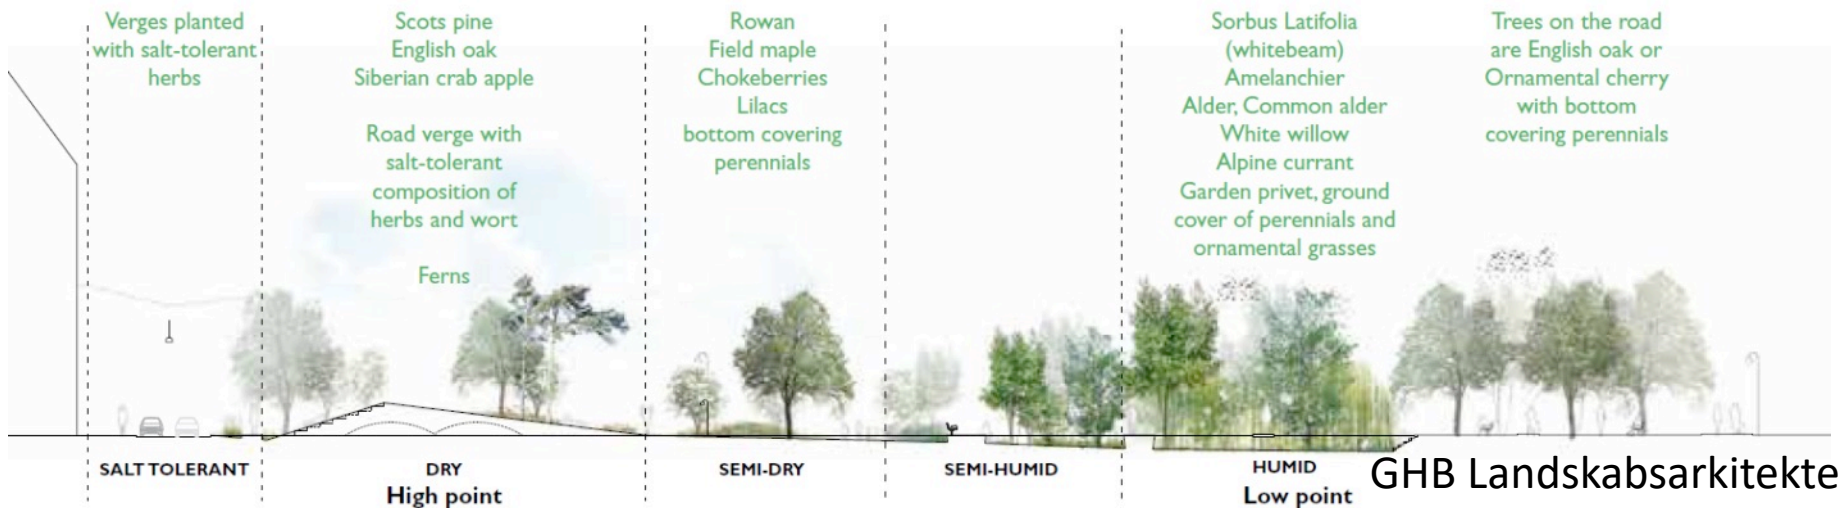 Verges planted
with salt-tolerant
herbs
Scots pine
English oak
Siberian crab apple
Road verge with
salt-tolerant
composition of
herbs and wort
Ferns
Rowan
Field maple
Chokeberries
Lilacs
bottom covering
perennials
Sorbus Latifolia
(whitebeam)
Amelanchier
Alder, Common alder
White willow
Alpine currant
Garden privet, ground
cover of perennials and
ornamental grasses
Trees on the road
are English oak or
Ornamental cherry
with bottom
covering perennials
SALT TOLERANT
DRY
High point
SEMI-DRY
SEMI-HUMID
HUMID
Low point
GHB Landskabsarkitekte